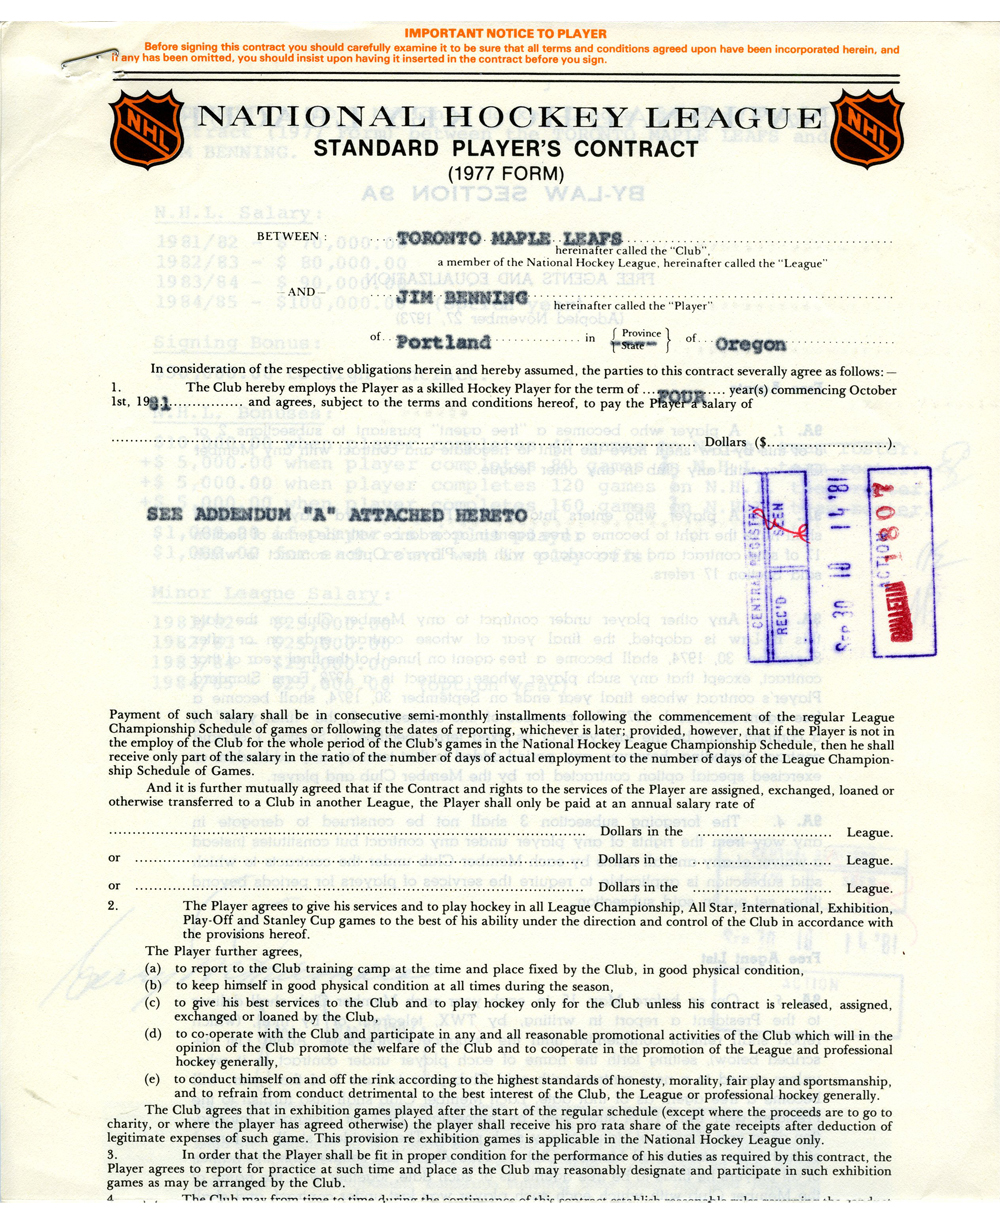 IMPORTANT NOTICE TO PLAYER
Before signing this contract you should carefully examine it to be sure that all terms and conditions agreed upon have been incorporated herein, and
if any has been omitted, you should insist upon having it inserted in the contract before you sign.
NHL NATIONAL HOCKEY LEAGUE NHL
STANDARD PLAYER'S CONTRACT
(1977 FORM)
BETWEEN : TORONTO MAPLE LEAFS
hereinafter called the "Club",
a member of the National Hockey League, hereinafter called the "League"
—AND— JIM BENNING hereinafter called the "Player"
of Portland in { Province State } of Oregon
In consideration of the respective obligations herein and hereby assumed, the parties to this contract severally agree as follows:—
1. The Club hereby employs the Player as a skilled Hockey Player for the term of FOUR year(s) commencing October
1st, 1981 and agrees, subject to the terms and conditions hereof, to pay the Player a salary of
Dollars ($ ).
SEE ADDENDUM "A" ATTACHED HERETO
CENTRAL REGISTRY
REC'D SEEN
SEP 30 10 11 '81
ACTION
BULLETIN 1807
Payment of such salary shall be in consecutive semi-monthly installments following the commencement of the regular League
Championship Schedule of games or following the dates of reporting, whichever is later; provided, however, that if the Player is not in
the employ of the Club for the whole period of the Club's games in the National Hockey League Championship Schedule, then he shall
receive only part of the salary in the ratio of the number of days of actual employment to the number of days of the League Champion-
ship Schedule of Games.
And it is further mutually agreed that if the Contract and rights to the services of the Player are assigned, exchanged, loaned or
otherwise transferred to a Club in another League, the Player shall only be paid at an annual salary rate of
Dollars in the League.
or Dollars in the League.
or Dollars in the League.
2. The Player agrees to give his services and to play hockey in all League Championship, All Star, International, Exhibition,
Play-Off and Stanley Cup games to the best of his ability under the direction and control of the Club in accordance with
the provisions hereof.
The Player further agrees,
(a) to report to the Club training camp at the time and place fixed by the Club, in good physical condition,
(b) to keep himself in good physical condition at all times during the season,
(c) to give his best services to the Club and to play hockey only for the Club unless his contract is released, assigned,
exchanged or loaned by the Club,
(d) to co-operate with the Club and participate in any and all reasonable promotional activities of the Club which will in the
opinion of the Club promote the welfare of the Club and to cooperate in the promotion of the League and professional
hockey generally,
(e) to conduct himself on and off the rink according to the highest standards of honesty, morality, fair play and sportsmanship,
and to refrain from conduct detrimental to the best interest of the Club, the League or professional hockey generally.
The Club agrees that in exhibition games played after the start of the regular schedule (except where the proceeds are to go to
charity, or where the player has agreed otherwise) the player shall receive his pro rata share of the gate receipts after deduction of
legitimate expenses of such game. This provision re exhibition games is applicable in the National Hockey League only.
3. In order that the Player shall be fit in proper condition for the performance of his duties as required by this contract, the
Player agrees to report for practice at such time and place as the Club may reasonably designate and participate in such exhibition
games as may be arranged by the Club.
4. The Club may from time to time during the continuance of this contract establish reasonable rules governing the conduct